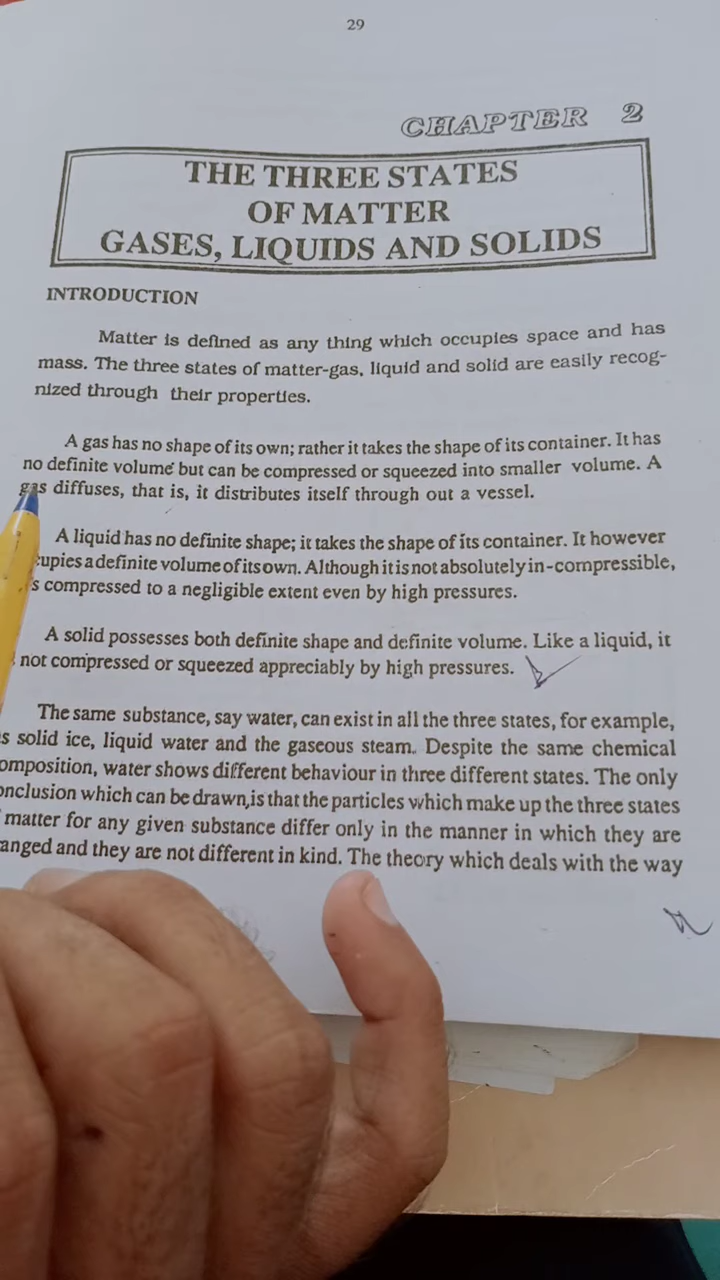 29
CHAPTER 2
THE THREE STATES
OF MATTER
GASES, LIQUIDS AND SOLIDS
INTRODUCTION
Matter is defined as any thing which occupies space and has
mass. The three states of matter-gas, liquid and solid are easily recog-
nized through their properties.
A gas has no shape of its own; rather it takes the shape of its container. It has
no definite volume but can be compressed or squeezed into smaller volume. A
gas diffuses, that is, it distributes itself through out a vessel.
A liquid has no definite shape; it takes the shape of its container. It however
cupies a definite volume of its own. Although it is not absolutely in-compressible,
s compressed to a negligible extent even by high pressures.
A solid possesses both definite shape and definite volume. Like a liquid, it
not compressed or squeezed appreciably by high pressures.
The same substance, say water, can exist in all the three states, for example,
s solid ice, liquid water and the gaseous steam. Despite the same chemical
omposition, water shows different behaviour in three different states. The only
onclusion which can be drawn, is that the particles which make up the three states
matter for any given substance differ only in the manner in which they are
anged and they are not different in kind. The theory which deals with the way